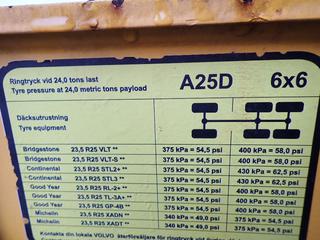 Ringtryck vid 24,0 tons last
Tyre pressure at 24,0 metric tons payload
A25D 6x6
Däcksutrustning
Tyre equipment
Bridgestone 23,5 R25 VLT ** 375 kPa = 54,5 psi 400 kPa = 58,0 psi
Bridgestone 23,5 R25 VLT-S ** 375 kPa = 54,5 psi 400 kPa = 58,0 psi
Continental 23,5 R25 STL2+ ** 375 kPa = 54,5 psi 430 kPa = 62,5 psi
Continental 23,5 R25 STL3 ** 375 kPa = 54,5 psi 430 kPa = 62,5 psi
Good Year 23,5 R25 RL-2+ ** 375 kPa = 54,5 psi 400 kPa = 58,0 psi
Good Year 23,5 R25 TL-3A+ ** 375 kPa = 54,5 psi 400 kPa = 58,0 psi
Good Year 23,5 R25 GP-4B ** 375 kPa = 54,5 psi 400 kPa = 58,0 psi
Michelin 23,5 R25 XADN ** 340 kPa = 49,0 psi 375 kPa = 54,5 psi
Michelin 23,5 R25 XADT ** 340 kPa = 49,0 psi 375 kPa = 54,5 psi
Kontakta din lokala VOLVO återförsäljare för ringtryck